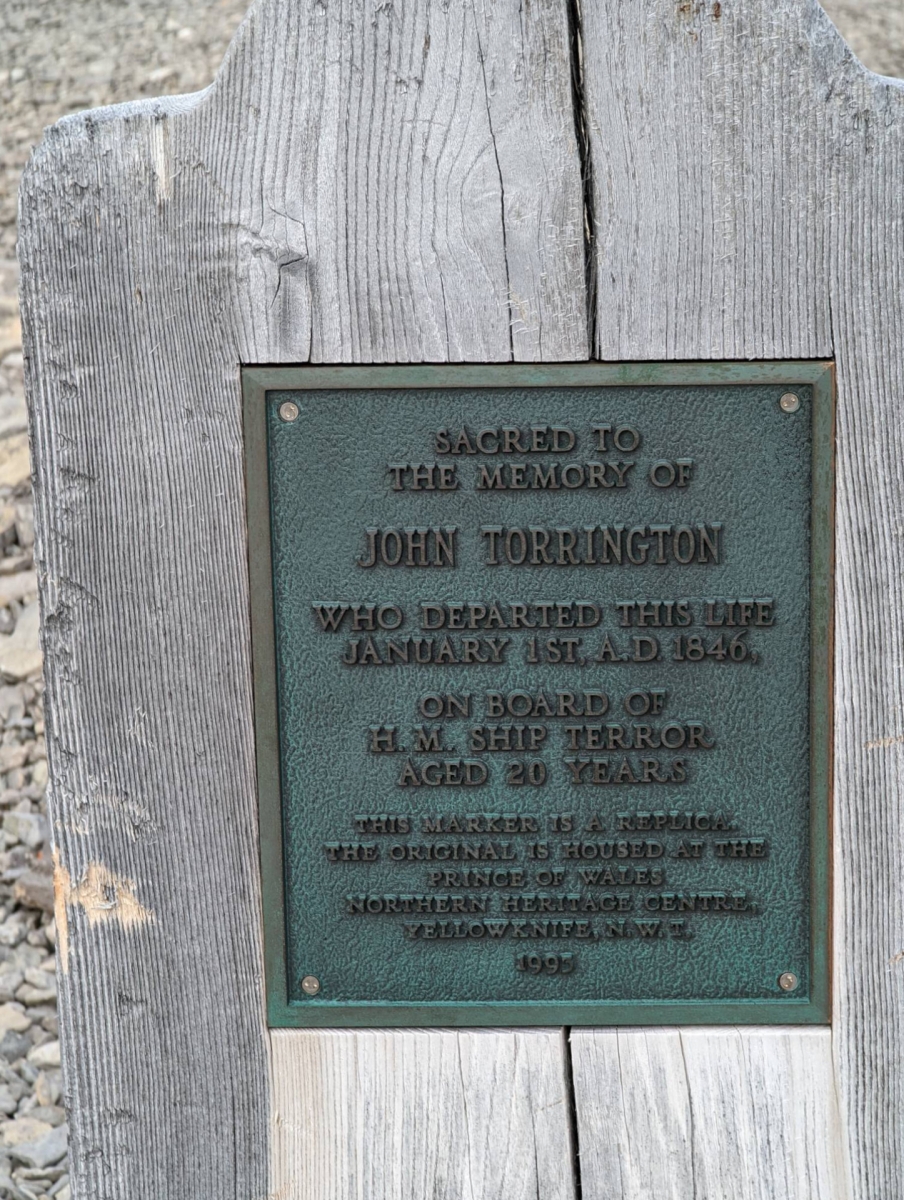 SACRED TO
THE MEMORY OF
JOHN TORRINGTON
WHO DEPARTED THIS LIFE
JANUARY 1ST, A.D. 1846,
ON BOARD OF
H. M. SHIP TERROR
AGED 20 YEARS
THIS MARKER IS A REPLICA.
THE ORIGINAL IS HOUSED AT THE
PRINCE OF WALES
NORTHERN HERITAGE CENTRE,
YELLOWKNIFE, N.W.T.
1995